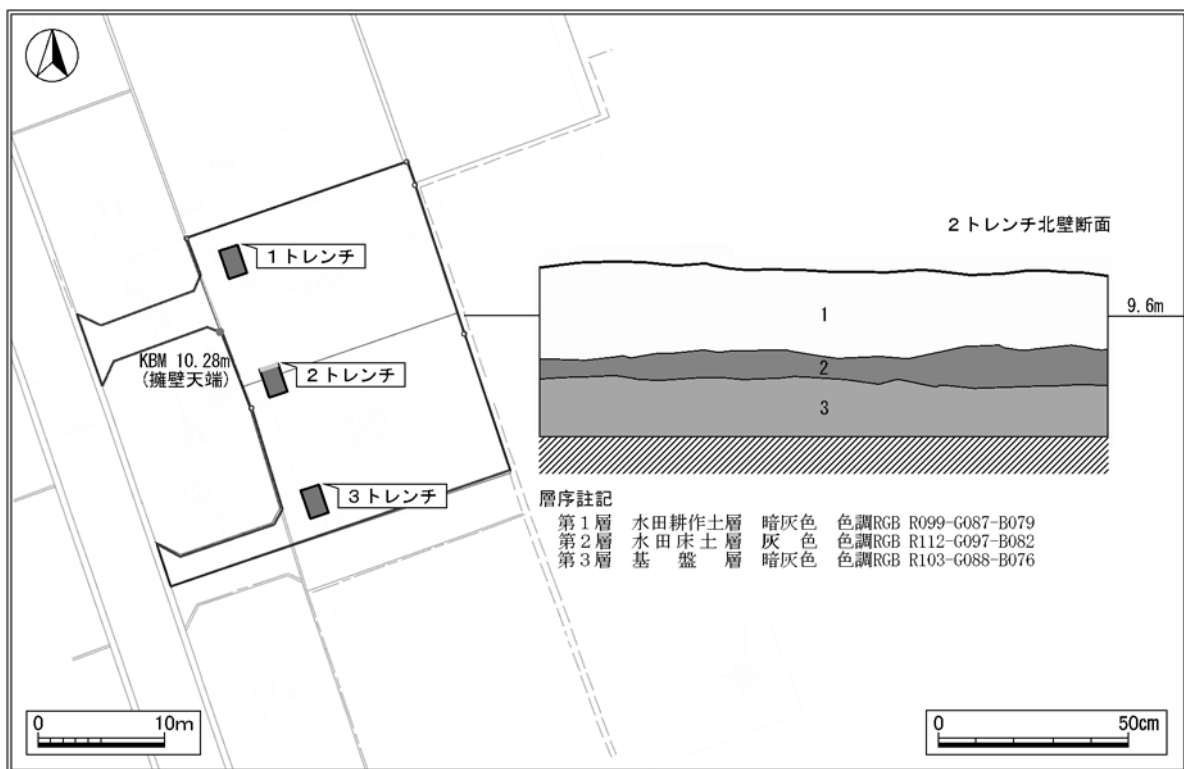 1トレンチ
KBM 10.28m
(擁壁天端)
2トレンチ
3トレンチ
0 10m
2トレンチ北壁断面
9.6m
1
2
3
層序註記
第1層 水田耕作土層 暗灰色 色調RGB R099-G087-B079
第2層 水田床土層 灰色 色調RGB R112-G097-B082
第3層 基盤層 暗灰色 色調RGB R103-G088-B076
0 50cm